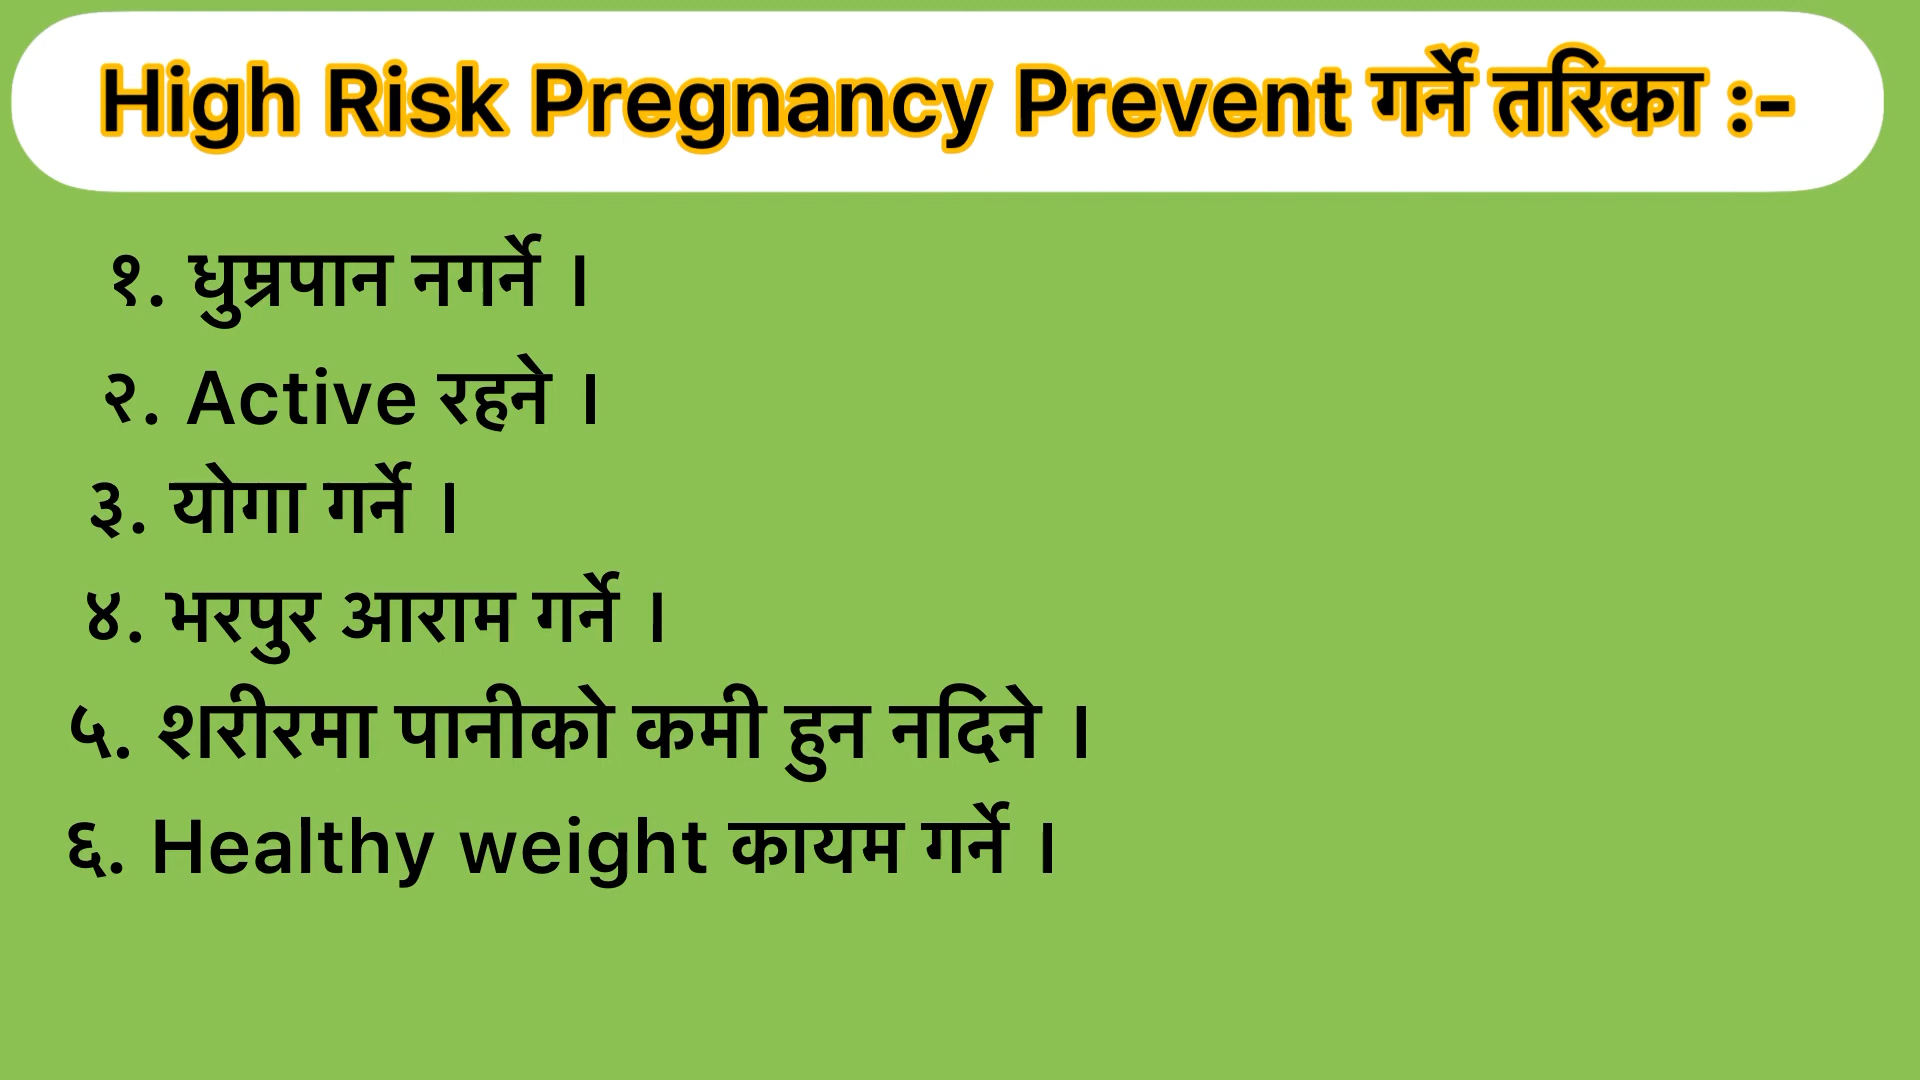 High Risk Pregnancy Prevent गर्ने तरिका :-
१. धुम्रपान नगर्ने ।
२. Active रहने ।
३. योगा गर्ने ।
४. भरपुर आराम गर्ने ।
५. शरीरमा पानीको कमी हुन नदिने ।
६. Healthy weight कायम गर्ने ।